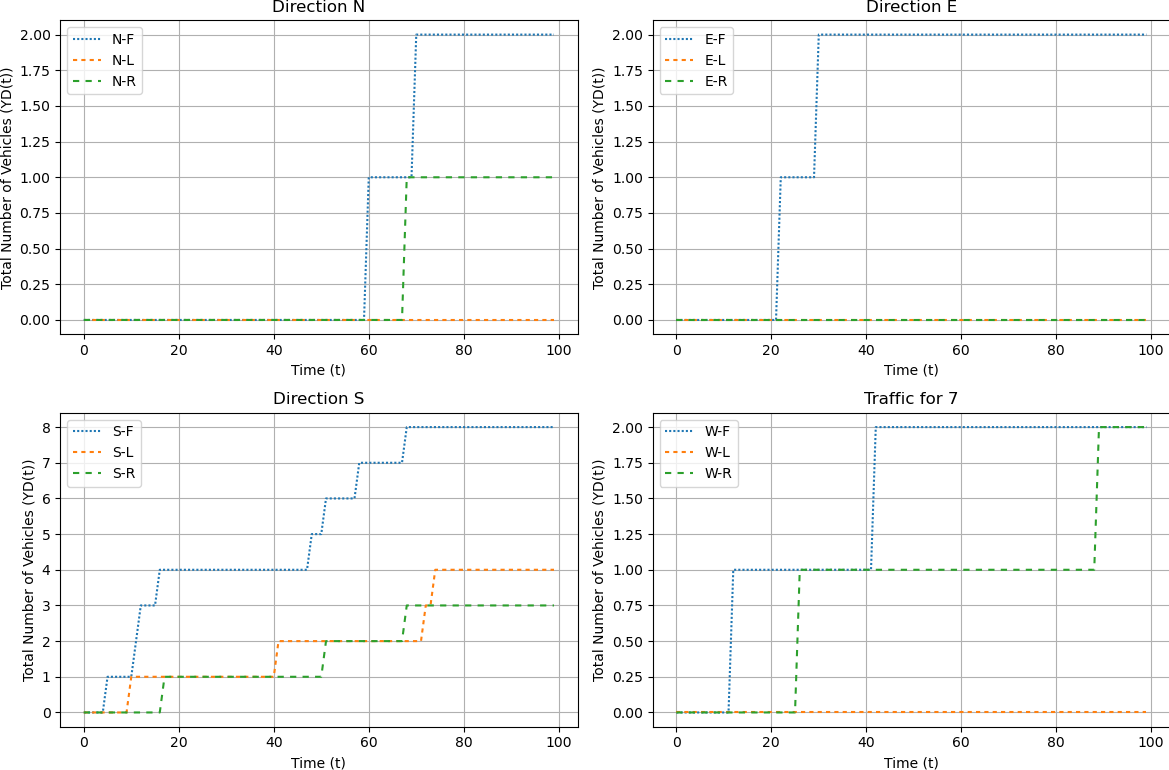 Direction N
Total Number of Vehicles (YD(t))
2.00
1.75
1.50
1.25
1.00
0.75
0.50
0.25
0.00
N-F
N-L
N-R
0 20 40 60 80 100
Time (t)
Direction E
Total Number of Vehicles (YD(t))
2.00
1.75
1.50
1.25
1.00
0.75
0.50
0.25
0.00
E-F
E-L
E-R
0 20 40 60 80 100
Time (t)
Direction S
Total Number of Vehicles (YD(t))
8
7
6
5
4
3
2
1
0
S-F
S-L
S-R
0 20 40 60 80 100
Time (t)
Traffic for 7
Total Number of Vehicles (YD(t))
2.00
1.75
1.50
1.25
1.00
0.75
0.50
0.25
0.00
W-F
W-L
W-R
0 20 40 60 80 100
Time (t)